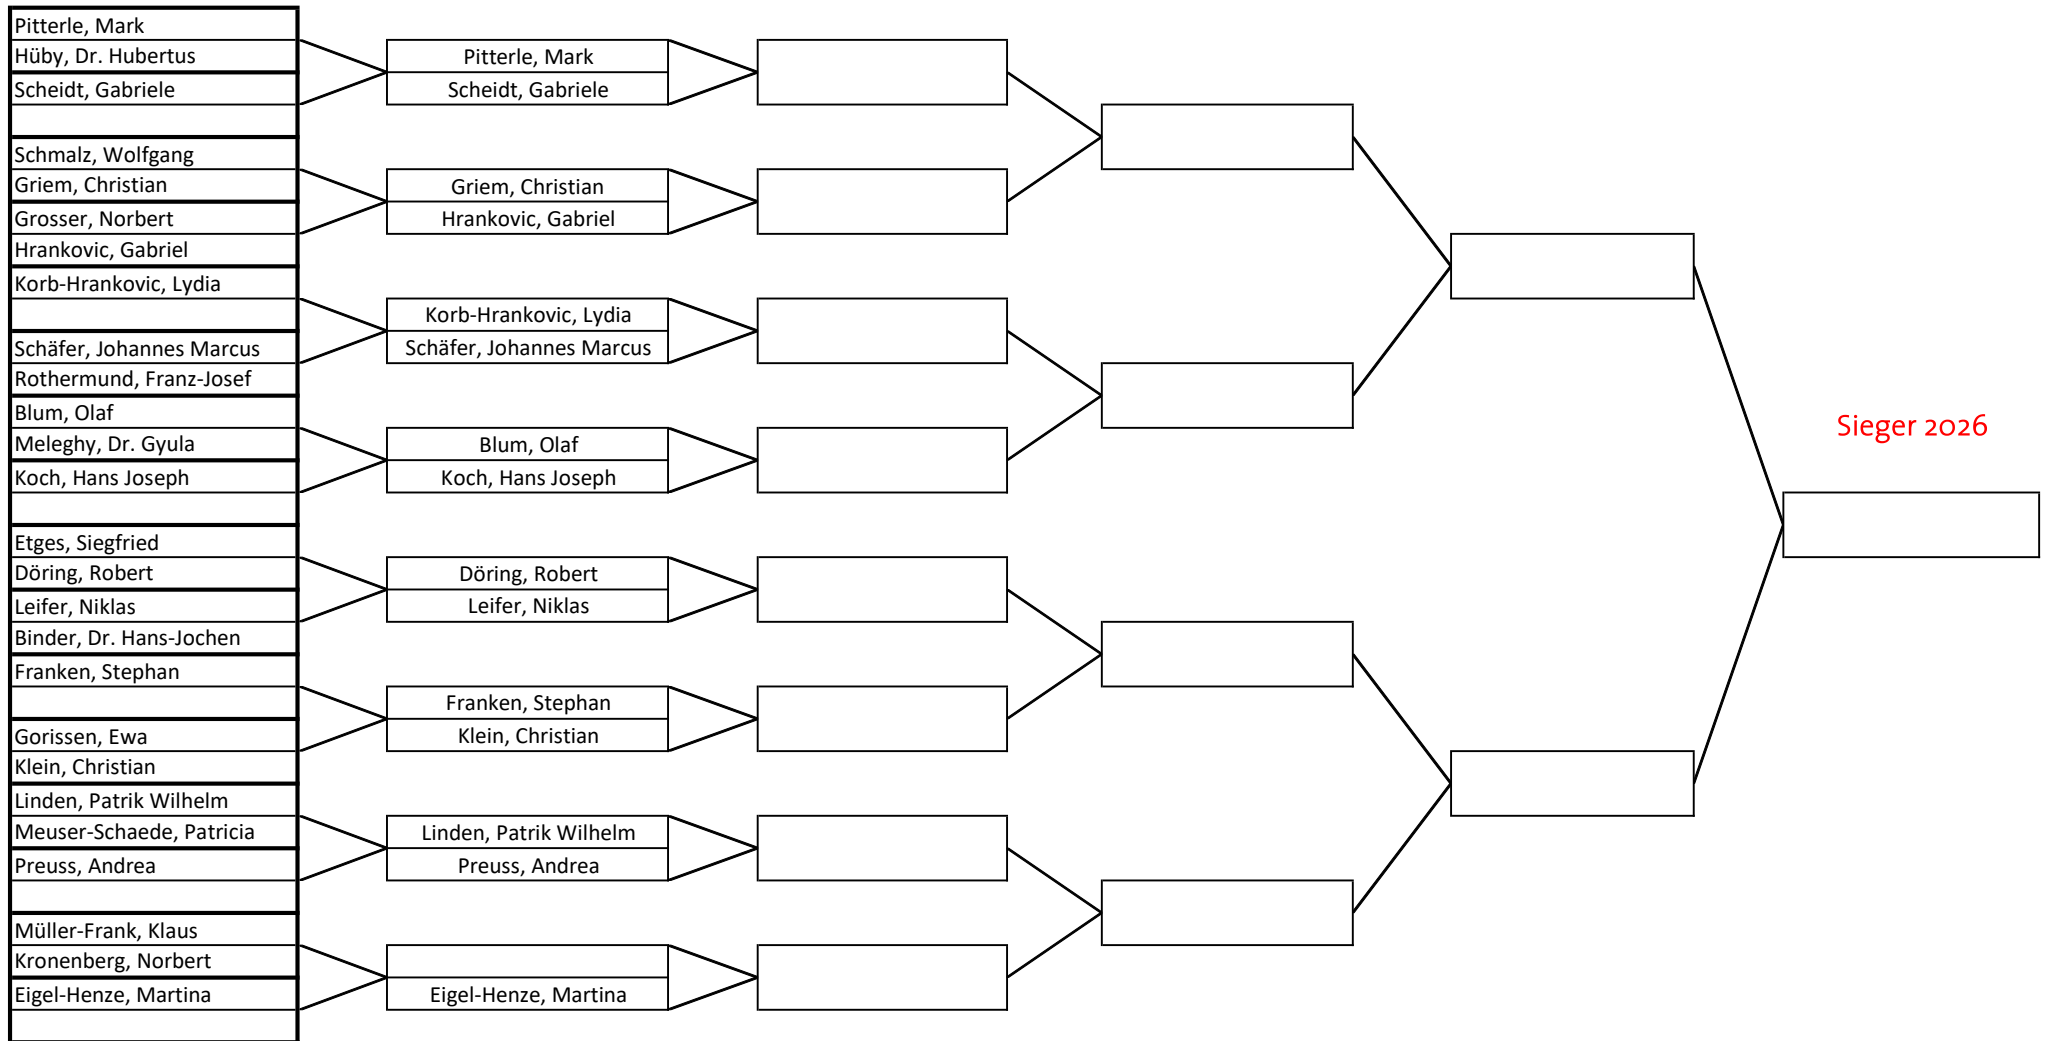 Pitterle, Mark
Hüby, Dr. Hubertus
Scheidt, Gabriele
Schmalz, Wolfgang
Griem, Christian
Grosser, Norbert
Hrankovic, Gabriel
Korb-Hrankovic, Lydia
Schäfer, Johannes Marcus
Rothermund, Franz-Josef
Blum, Olaf
Meleghy, Dr. Gyula
Koch, Hans Joseph
Etges, Siegfried
Döring, Robert
Leifer, Niklas
Binder, Dr. Hans-Jochen
Franken, Stephan
Gorissen, Ewa
Klein, Christian
Linden, Patrik Wilhelm
Meuser-Schaede, Patricia
Preuss, Andrea
Müller-Frank, Klaus
Kronenberg, Norbert
Eigel-Henze, Martina
Pitterle, Mark
Scheidt, Gabriele
Griem, Christian
Hrankovic, Gabriel
Korb-Hrankovic, Lydia
Schäfer, Johannes Marcus
Blum, Olaf
Koch, Hans Joseph
Döring, Robert
Leifer, Niklas
Franken, Stephan
Klein, Christian
Linden, Patrik Wilhelm
Preuss, Andrea
Eigel-Henze, Martina
Sieger 2026